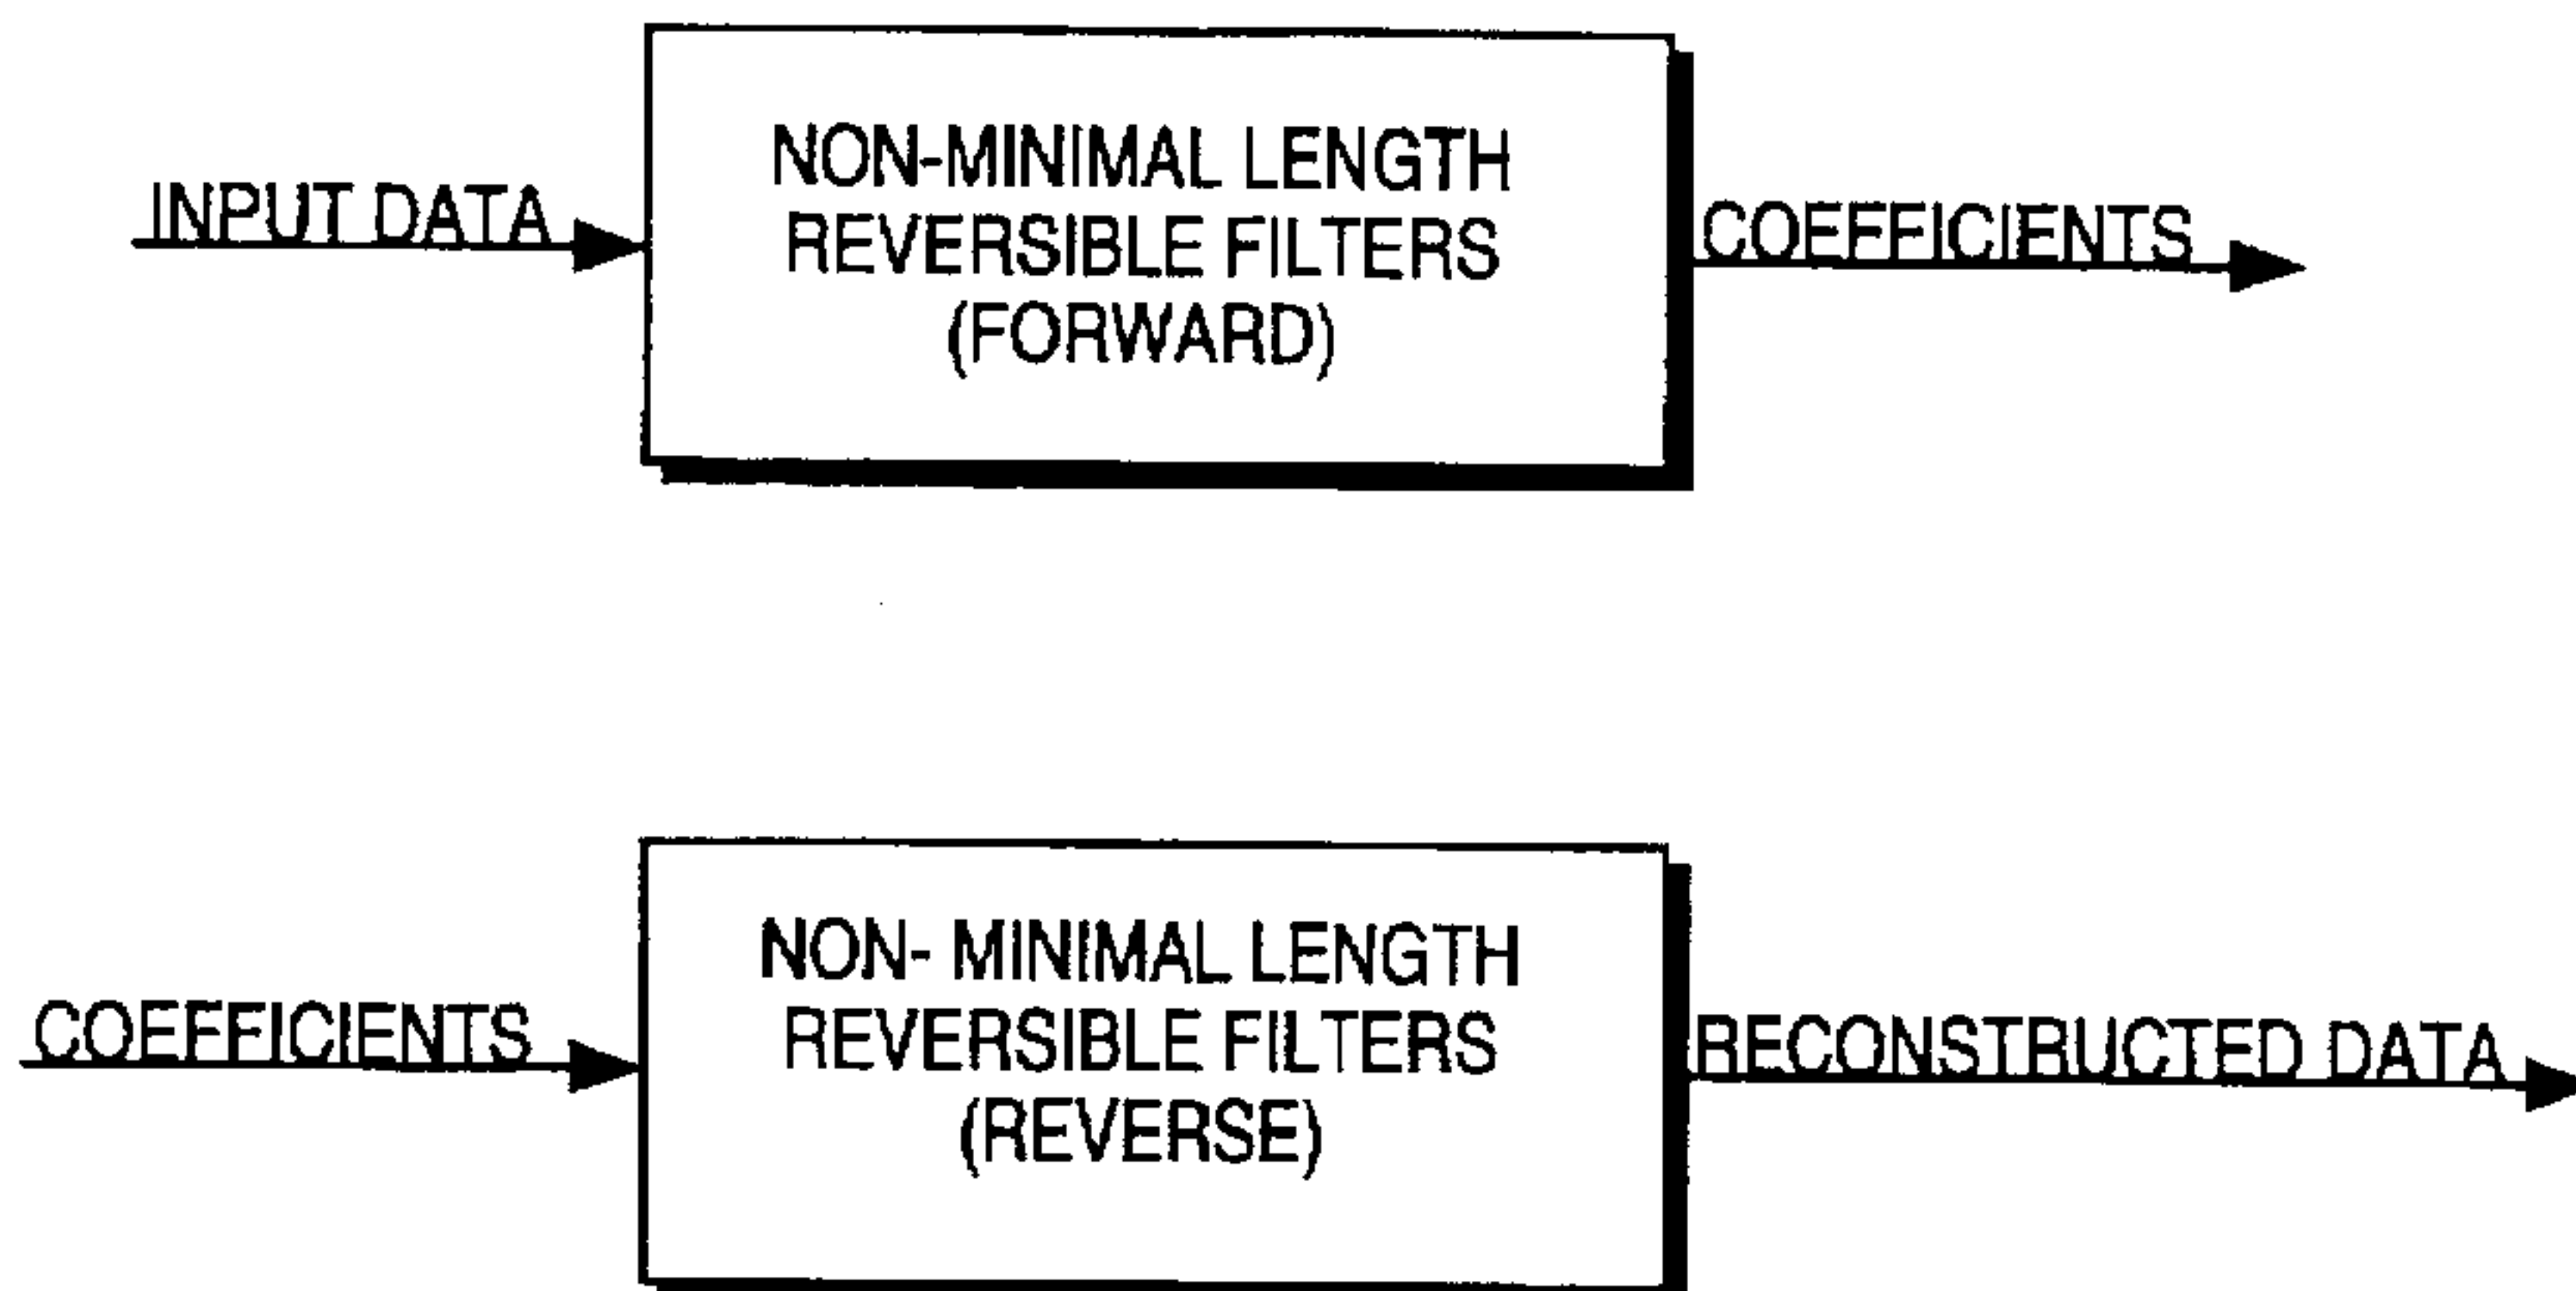 INPUT DATA
NON-MINIMAL LENGTH
REVERSIBLE FILTERS
(FORWARD)
COEFFICIENTS
COEFFICIENTS
NON- MINIMAL LENGTH
REVERSIBLE FILTERS
(REVERSE)
RECONSTRUCTED DATA